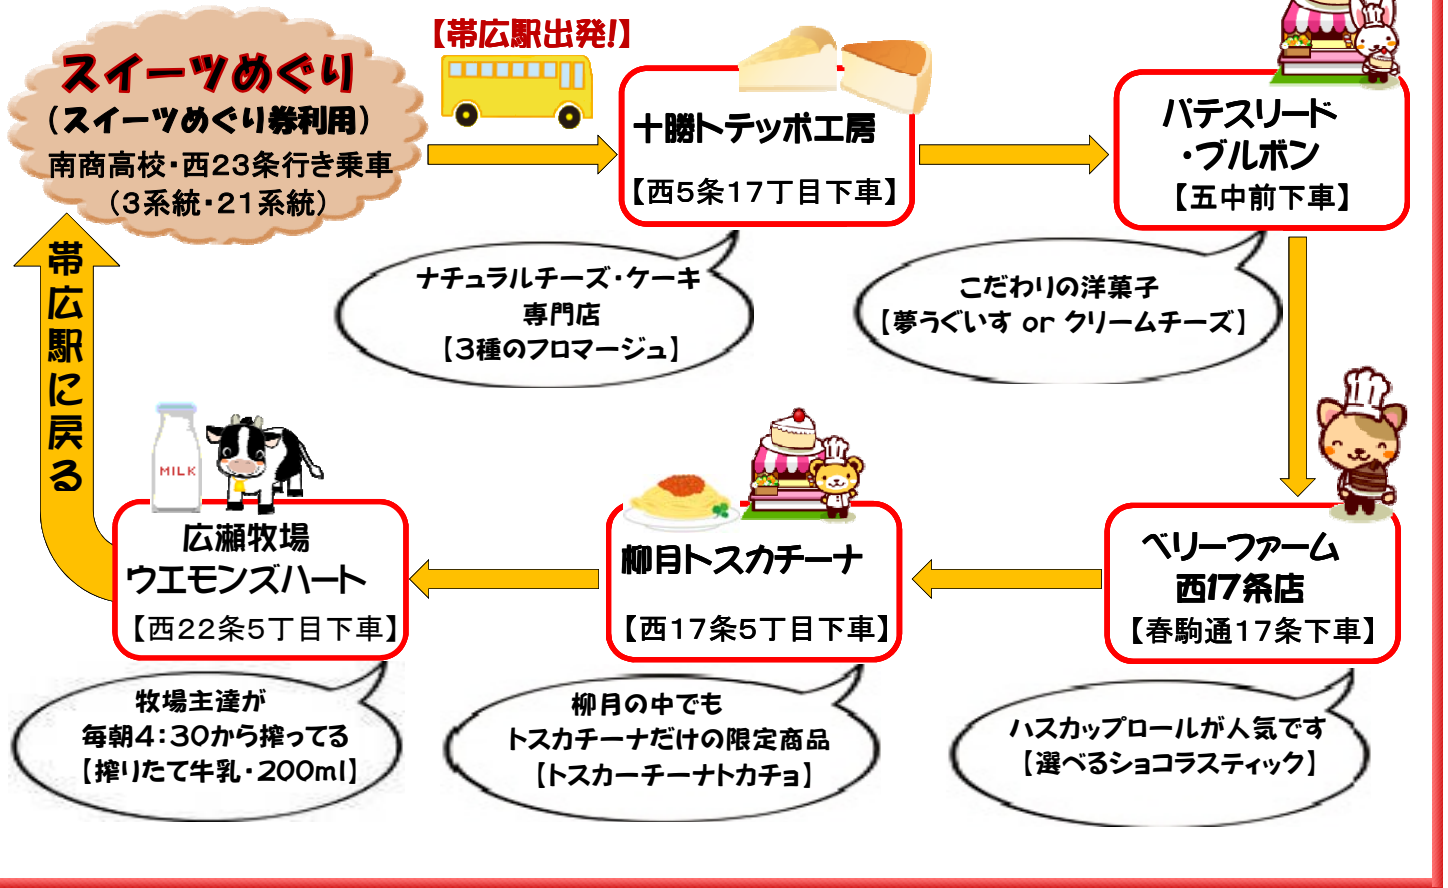 スイーツめぐり
（スイーツめぐり券利用）
南商高校・西23条行き乗車
（3系統・21系統）
【帯広駅出発!】
十勝トテッポ工房
【西5条17丁目下車】
ナチュラルチーズ・ケーキ
専門店
【3種のフロマージュ】
パテスリード
・ブルボン
【五中前下車】
こだわりの洋菓子
【夢うぐいす or クリームチーズ】
ベリーファーム
西17条店
【春駒通17条下車】
ハスカップロールが人気です
【選べるショコラスティック】
柳月トスカチーナ
【西17条5丁目下車】
柳月の中でも
トスカチーナだけの限定商品
【トスカーチーナトカチョ】
MILK
広瀬牧場
ウエモンズハート
【西22条5丁目下車】
牧場主達が
毎朝4：30から搾ってる
【搾りたて牛乳・200ml】
帯広駅に戻る